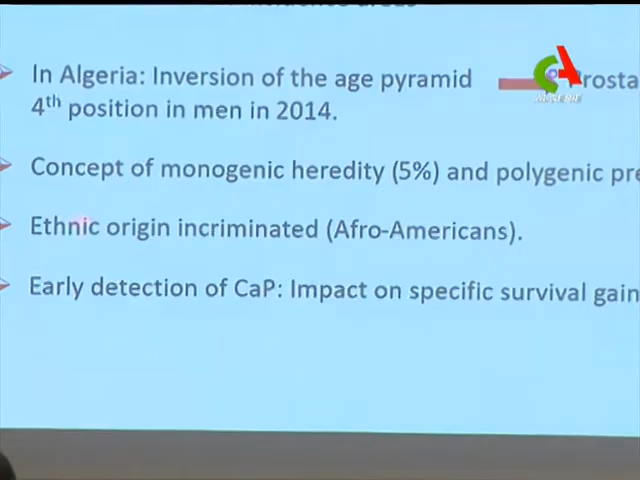 In Algeria: Inversion of the age pyramid
4th position in men in 2014.
Concept of monogenic heredity (5%) and polygenic
Ethnic origin incriminated (Afro-Americans).
Early detection of CaP: Impact on specific survival gain